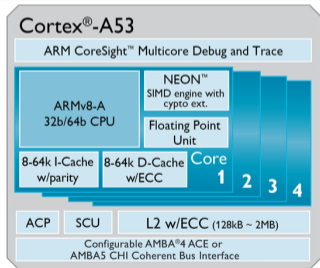 Cortex®-A53
ARM CoreSight™ Multicore Debug and Trace
ARMv8-A
32b/64b CPU
NEON™
SIMD engine with
cypto ext.
Floating Point
Unit
8-64k I-Cache
w/parity
8-64k D-Cache
w/ECC
Core
1
2
3
4
ACP
SCU
L2 w/ECC (128kB ~ 2MB)
Configurable AMBA®4 ACE or
AMBA5 CHI Coherent Bus Interface